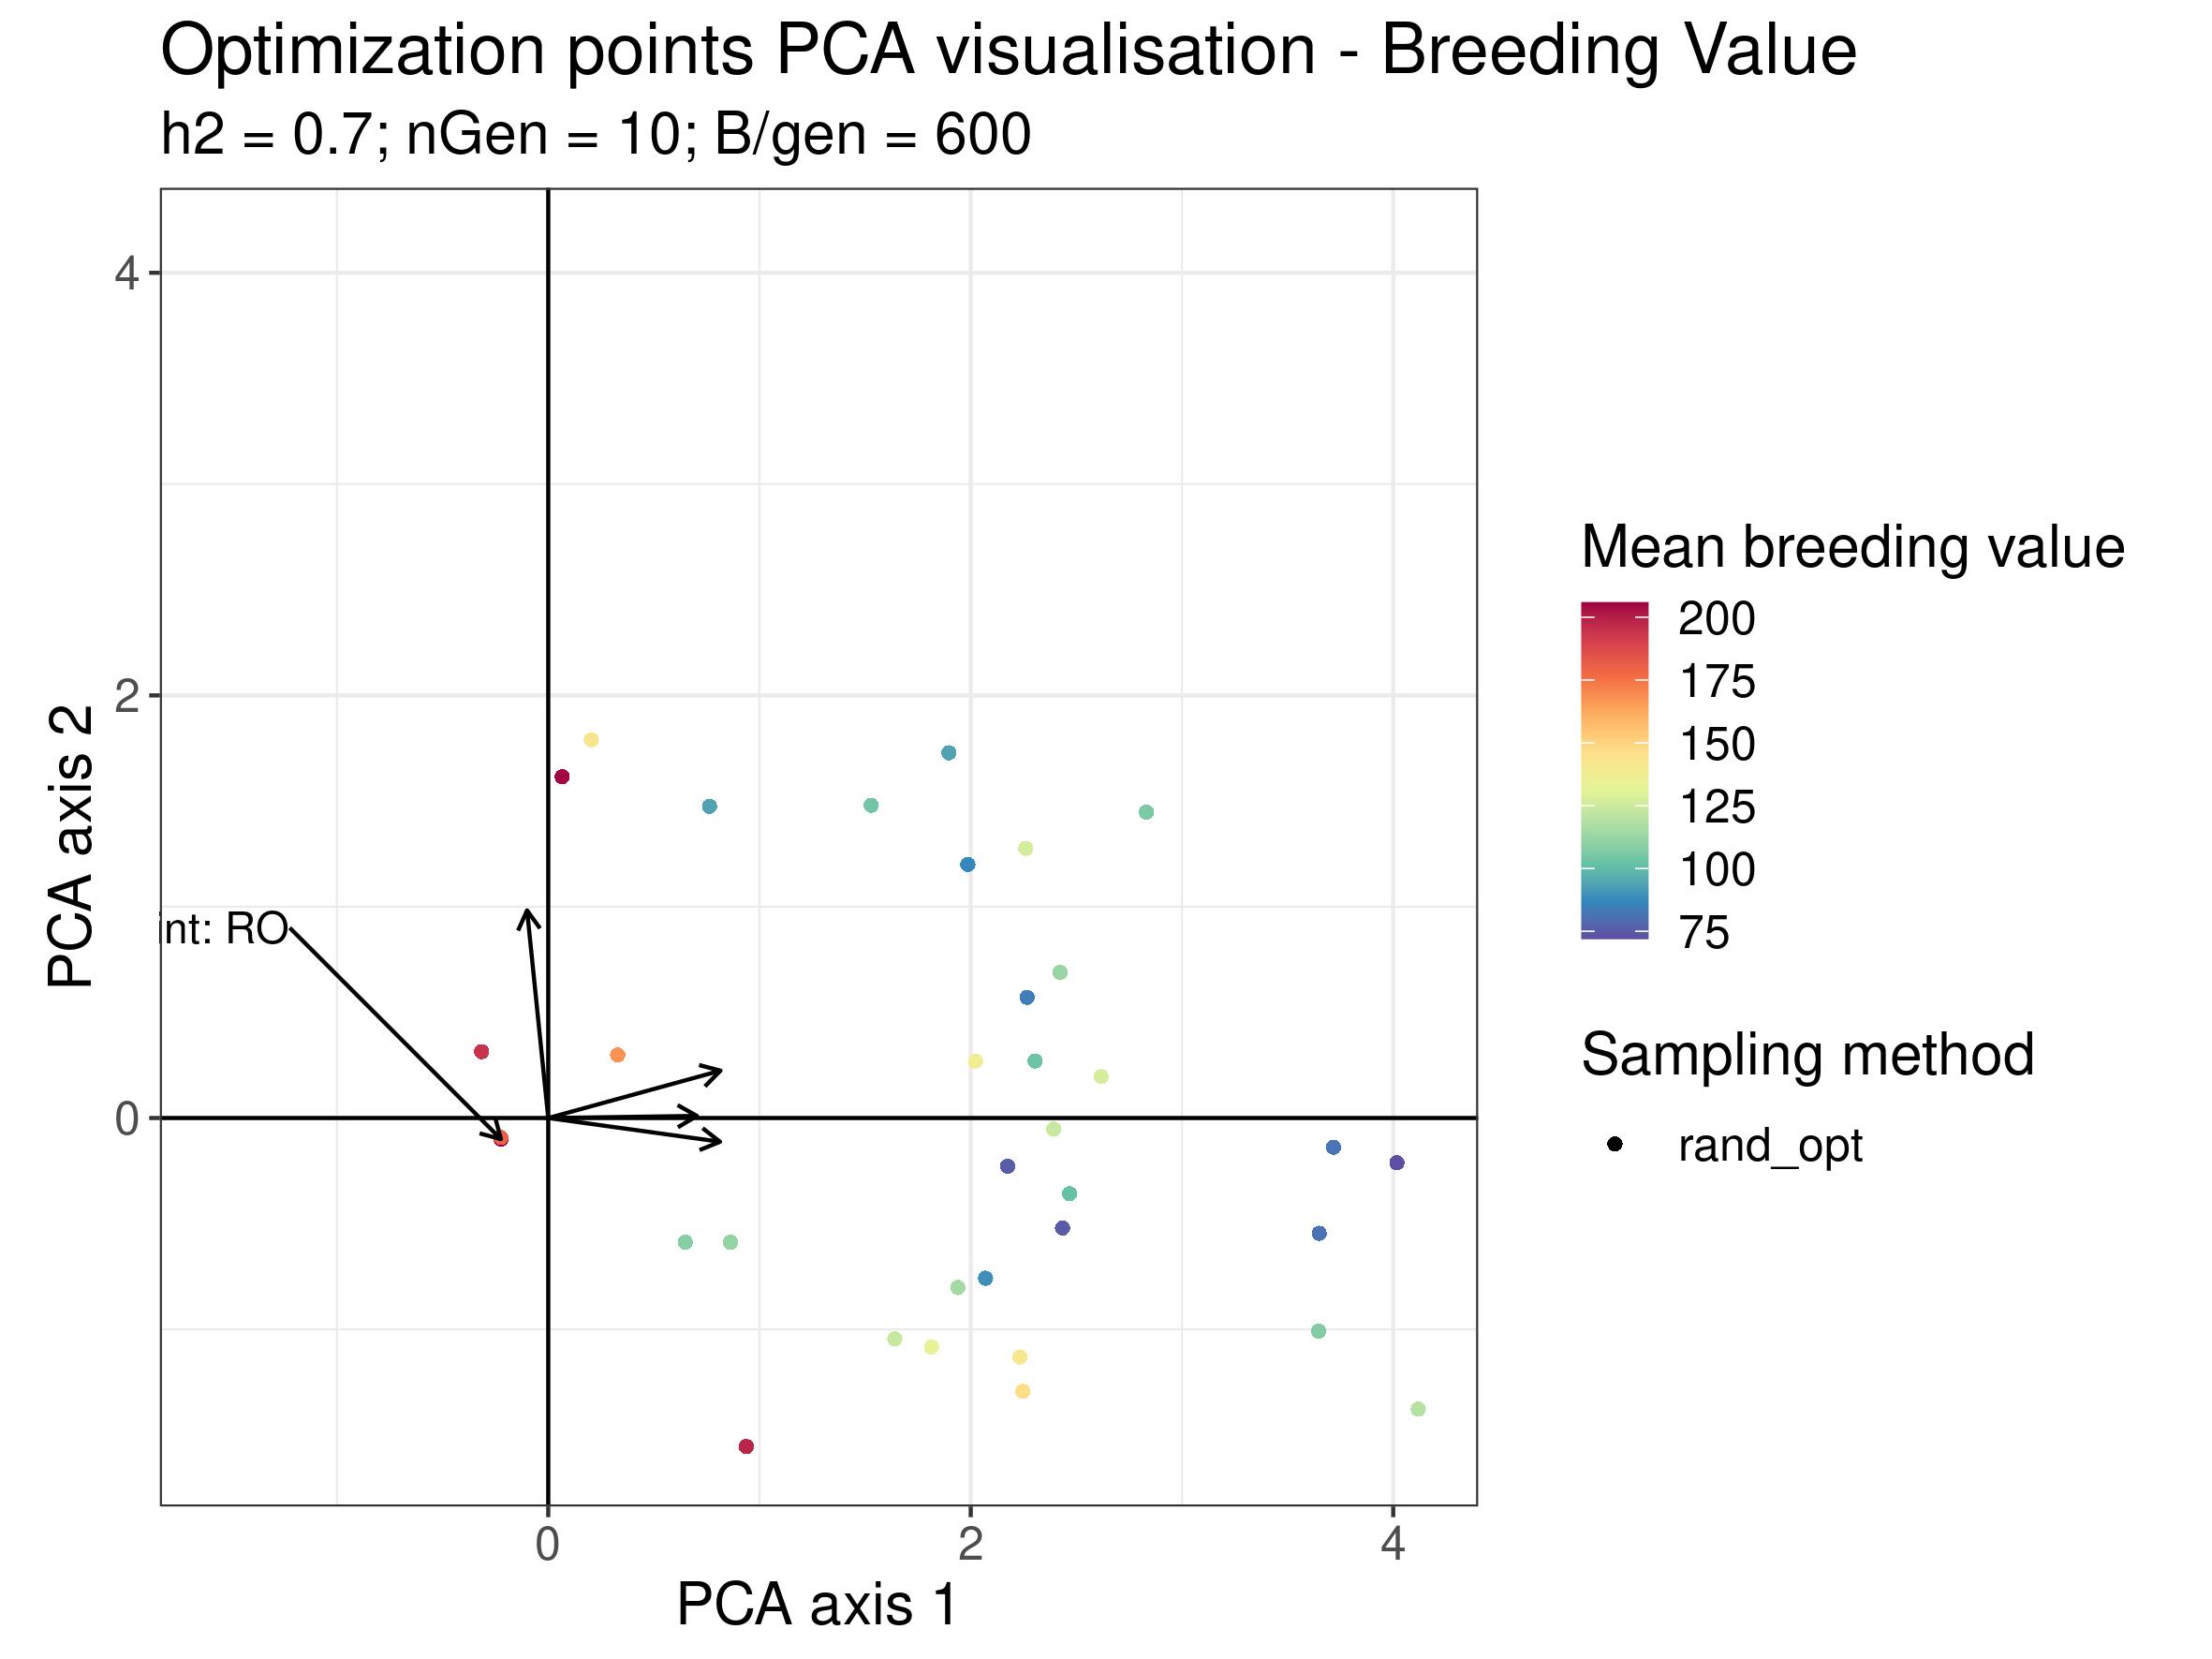 Optimization points PCA visualisation - Breeding Value
h2 = 0.7; nGen = 10; B/gen = 600
4
2
0
PCA axis 2
int: RO
0
2
4
PCA axis 1
Mean breeding value
200
175
150
125
100
75
Sampling method
rand_opt